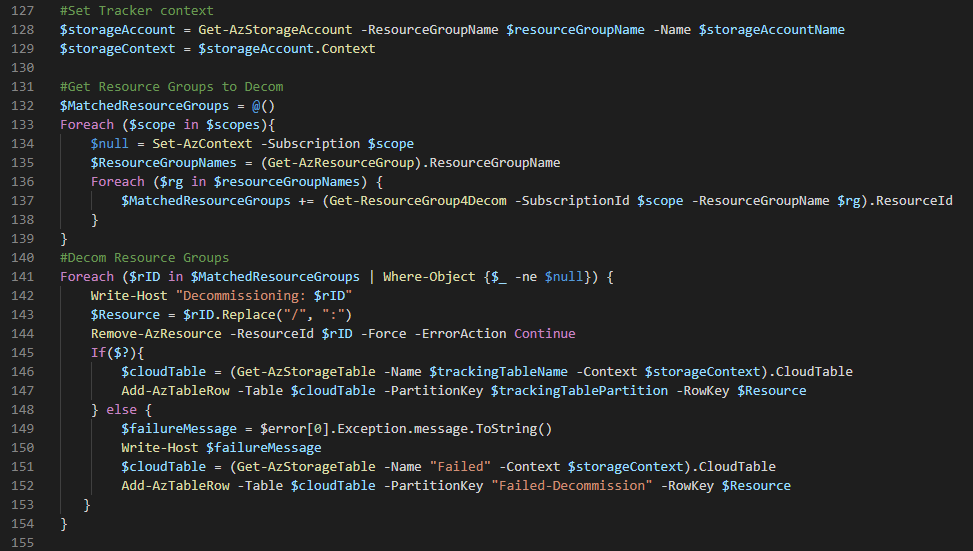 127 #Set Tracker context
128 $storageAccount = Get-AzStorageAccount -ResourceGroupName $resourceGroupName -Name $storageAccountName
129 $storageContext = $storageAccount.Context
130
131 #Get Resource Groups to Decom
132 $MatchedResourceGroups = @()
133 Foreach ($scope in $scopes){
134     $null = Set-AzContext -Subscription $scope
135     $ResourceGroupNames = (Get-AzResourceGroup).ResourceGroupName
136     Foreach ($rg in $resourceGroupNames) {
137         $MatchedResourceGroups += (Get-ResourceGroup4Decom -SubscriptionId $scope -ResourceGroupName $rg).ResourceId
138     }
139 }
140 #Decom Resource Groups
141 Foreach ($rID in $MatchedResourceGroups | Where-Object {$_ -ne $null}) {
142     Write-Host "Decommissioning: $rID"
143     $Resource = $rID.Replace("/", ":")
144     Remove-AzResource -ResourceId $rID -Force -ErrorAction Continue
145     If($?){
146         $cloudTable = (Get-AzStorageTable -Name $trackingTableName -Context $storageContext).CloudTable
147         Add-AzTableRow -Table $cloudTable -PartitionKey $trackingTablePartition -RowKey $Resource
148     } else {
149         $failureMessage = $error[0].Exception.message.ToString()
150         Write-Host $failureMessage
151         $cloudTable = (Get-AzStorageTable -Name "Failed" -Context $storageContext).CloudTable
152         Add-AzTableRow -Table $cloudTable -PartitionKey "Failed-Decommission" -RowKey $Resource
153    }
154 }
155